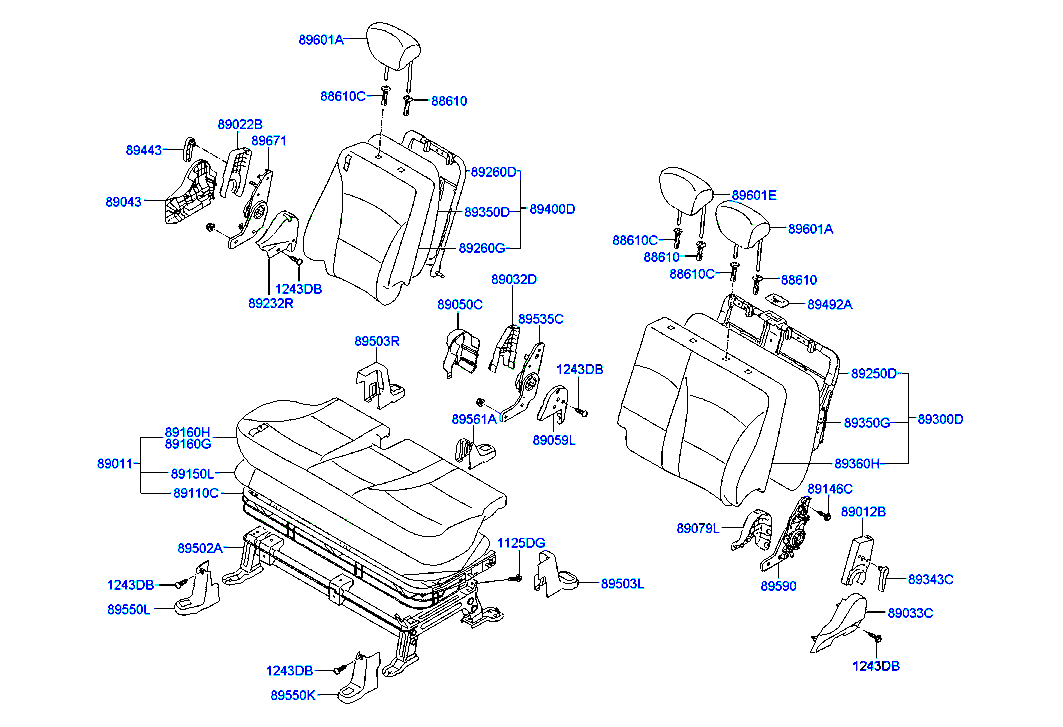 89601A
88610C
88610
89022B
89671
89443
89043
89260D
89350D
89400D
89260G
1243DB
89232R
89601E
89601A
88610C
88610
88610C
88610
89492A
89032D
89050C
89535C
89503R
1243DB
89561A
89059L
89250D
89350G
89300D
89360H
89160H
89160G
89011
89150L
89110C
89146C
89012B
89079L
89590
89343C
89033C
1243DB
89502A
1125DG
1243DB
89550L
89503L
1243DB
89550K